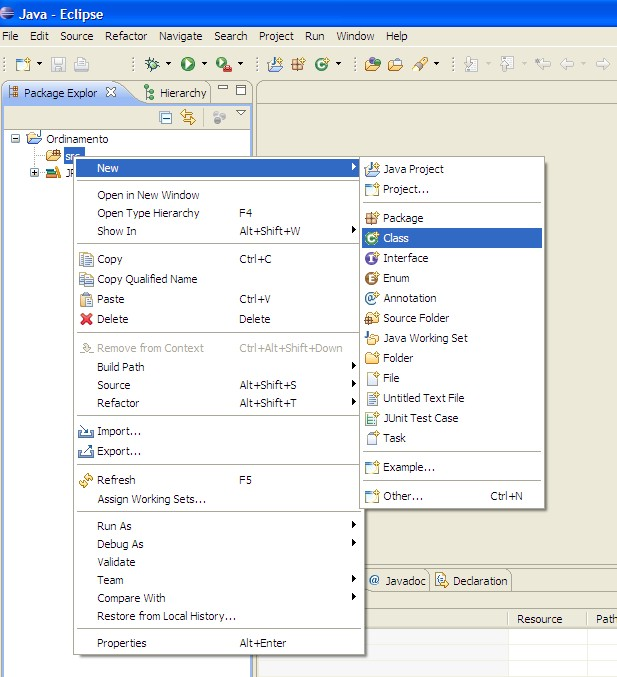 Java - Eclipse
File Edit Source Refactor Navigate Search Project Run Window Help
Package Explor Hierarchy
Ordinamento
src
New
Open in New Window
Open Type Hierarchy F4
Show In Alt+Shift+W
Copy Ctrl+C
Copy Qualified Name
Paste Ctrl+V
Delete Delete
Remove from Context Ctrl+Alt+Shift+Down
Build Path
Source Alt+Shift+S
Refactor Alt+Shift+T
Import...
Export...
Refresh F5
Assign Working Sets...
Run As
Debug As
Validate
Team
Compare With
Restore from Local History...
Properties Alt+Enter
Java Project
Project...
Package
Class
Interface
Enum
Annotation
Source Folder
Java Working Set
Folder
File
Untitled Text File
JUnit Test Case
Task
Example...
Other... Ctrl+N
@ Javadoc Declaration
Resource Path